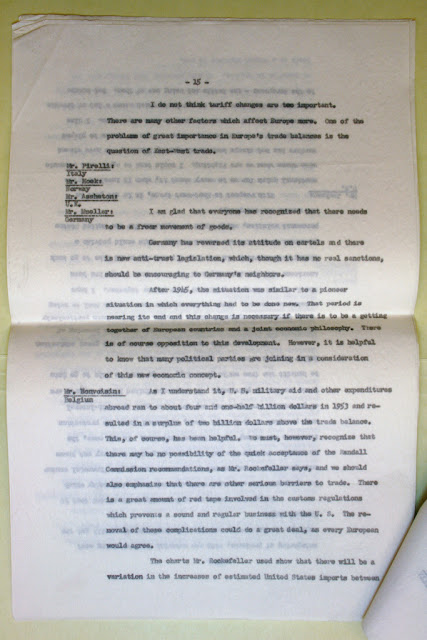 - 15 -
I do not think tariff changes are too important.
There are many other factors which affect Europe more. One of the
problems of great importance in Europe's trade balances is the
question of East-West trade.
Mr. Pirelli:
Italy
Mr.
Norway
Mr. Assheton:
U.K.
Mr. Mueller: I am glad that everyone has recognized that there needs
Germany
to be a freer movement of goods.
Germany has reversed its attitude on cartels and there
is now anti-trust legislation, which, though it has no real sanctions,
should be encouraging to Germany's neighbors.
After 1945, the situation was similar to a pioneer
situation in which everything had to be done new. That period is
nearing its end and this change is necessary if there is to be a getting
together of European countries and a joint economic philosophy. There
is of course opposition to this development. However, it is helpful
to know that many political parties are joining in a consideration
of this new economic concept.
Mr. As I understand it, U. S. military aid and other expenditures
Belgium
abroad ran to about four and one-half billion dollars in 1953 and re-
sulted in a surplus of two billion dollars above the trade balance.
This, of course, has been helpful. We must, however, recognize that
there may be no possibility of the quick acceptance of the Randall
Commission recommendations, as Mr. Rockefeller says, and we should
also emphasize that there are other serious barriers to trade. There
is a great amount of red tape involved in the customs regulations
which prevents a sound and regular business with the U. S. The re-
moval of these complications could do a great deal, as every European
would agree.
The charts Mr. Rockefeller used show that there will be a
variation in the increases of estimated United States imports between